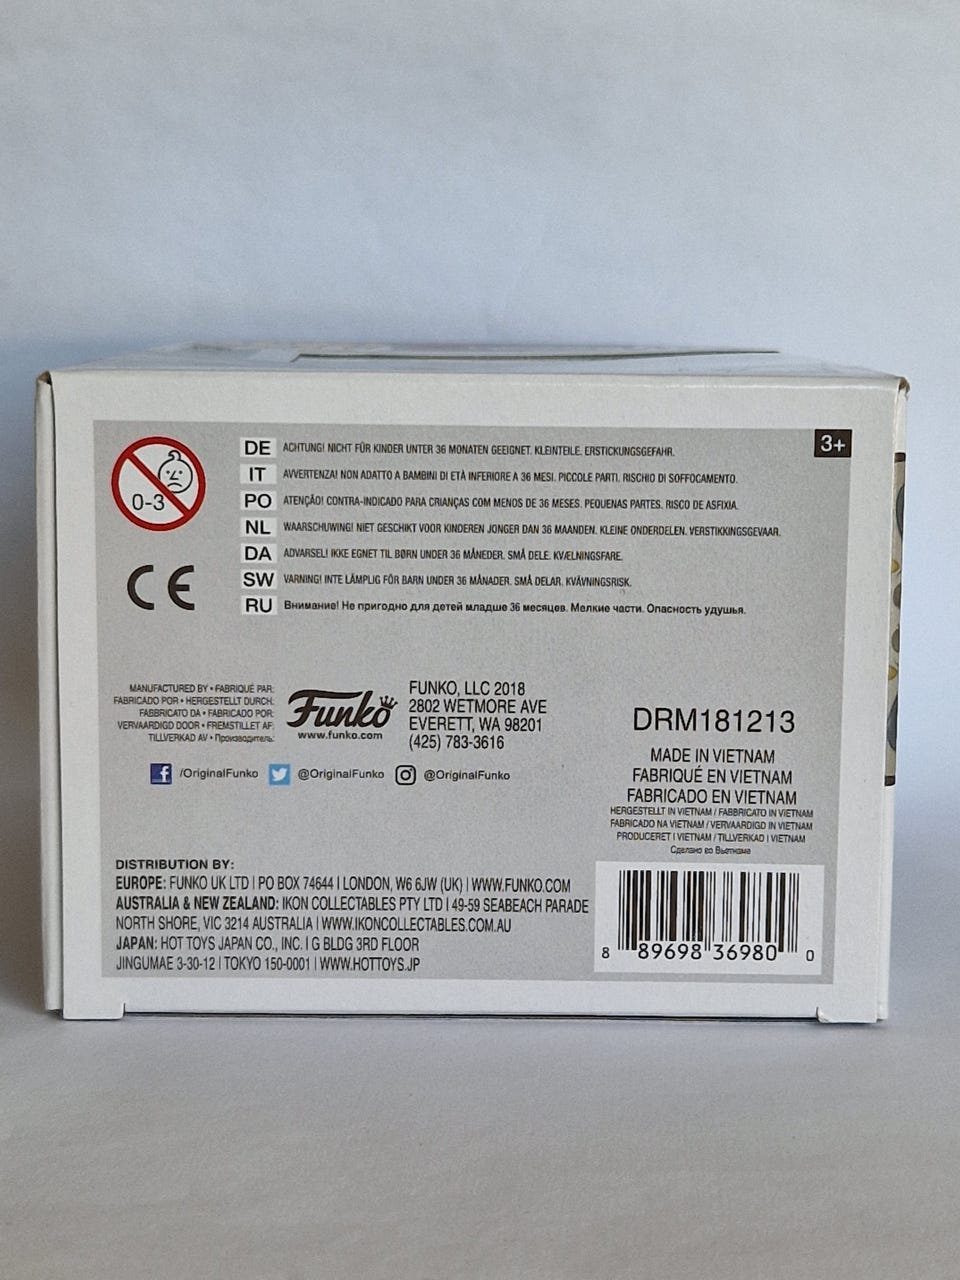 3+
0-3
DE ACHTUNG! NICHT FÜR KINDER UNTER 36 MONATEN GEEIGNET. KLEINTEILE. ERSTICKUNGSGEFAHR.
IT AVVERTENZA! NON ADATTO A BAMBINI DI ETÀ INFERIORE A 36 MESI. PICCOLE PARTI. RISCHIO DI SOFFOCAMENTO.
PO ATENÇÃO! CONTRA-INDICADO PARA CRIANÇAS COM MENOS DE 36 MESES. PEQUENAS PARTES. RISCO DE ASFIXIA.
NL WAARSCHUWING! NIET GESCHIKT VOOR KINDEREN JONGER DAN 36 MAANDEN. KLEINE ONDERDELEN. VERSTIKKINGSGEVAAR.
DA ADVARSEL! IKKE EGNET TIL BØRN UNDER 36 MÅNEDER. SMÅ DELE. KVÆLNINGSFARE.
SW VARNING! INTE LÄMPLIG FÖR BARN UNDER 36 MÅNADER. SMÅ DELAR. KVÄVNINGSRISK.
RU Внимание! Не пригодно для детей младше 36 месяцев. Мелкие части. Опасность удушья.
CE
MANUFACTURED BY • FABRIQUÉ PAR:
FABRICADO POR • HERGESTELLT DURCH:
FABBRICATO DA • FABRICADO POR:
VERVAARDIGD DOOR • FREMSTILLET AF:
TILLVERKAD AV • Производитель:
Funko
www.funko.com
FUNKO, LLC 2018
2802 WETMORE AVE
EVERETT, WA 98201
(425) 783-3616
/OriginalFunko @OriginalFunko @OriginalFunko
DRM181213
MADE IN VIETNAM
FABRIQUÉ EN VIETNAM
FABRICADO EN VIETNAM
HERGESTELLT IN VIETNAM / FABBRICATO IN VIETNAM
FABRICADO NA VIETNAM / VERVAARDIGD IN VIETNAM
PRODUCERET I VIETNAM / TILLVERKAD I VIETNAM
Сделано во Вьетнаме
DISTRIBUTION BY:
EUROPE: FUNKO UK LTD | PO BOX 74644 | LONDON, W6 6JW (UK) | WWW.FUNKO.COM
AUSTRALIA & NEW ZEALAND: IKON COLLECTABLES PTY LTD | 49-59 SEABEACH PARADE
NORTH SHORE, VIC 3214 AUSTRALIA | WWW.IKONCOLLECTABLES.COM.AU
JAPAN: HOT TOYS JAPAN CO., INC. | G BLDG 3RD FLOOR
JINGUMAE 3-30-12 | TOKYO 150-0001 | WWW.HOTTOYS.JP
8 89698 36980 0